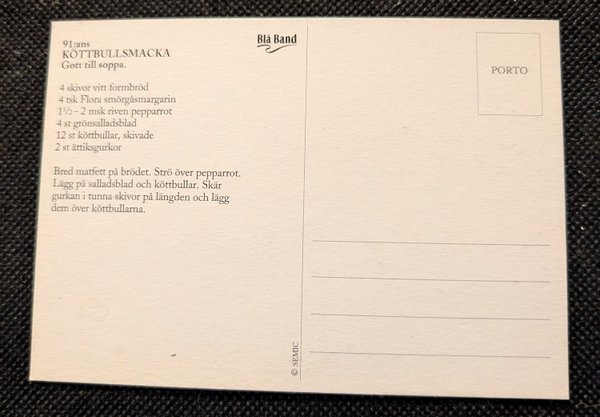 91:ans
KÖTTBULLSMACKA
Gott till soppa.
4 skivor vitt formbröd
4 tsk Flora smörgåsmargarin
1½ - 2 msk riven pepparrot
4 st grönsalladsblad
12 st köttbullar, skivade
2 st ättiksgurkor
Bred matfett på brödet. Strö över pepparrot.
Lägg på salladsblad och köttbullar. Skär
gurkan i tunna skivor på längden och lägg
dem över köttbullarna.
Blå Band
PORTO
© SEMIC